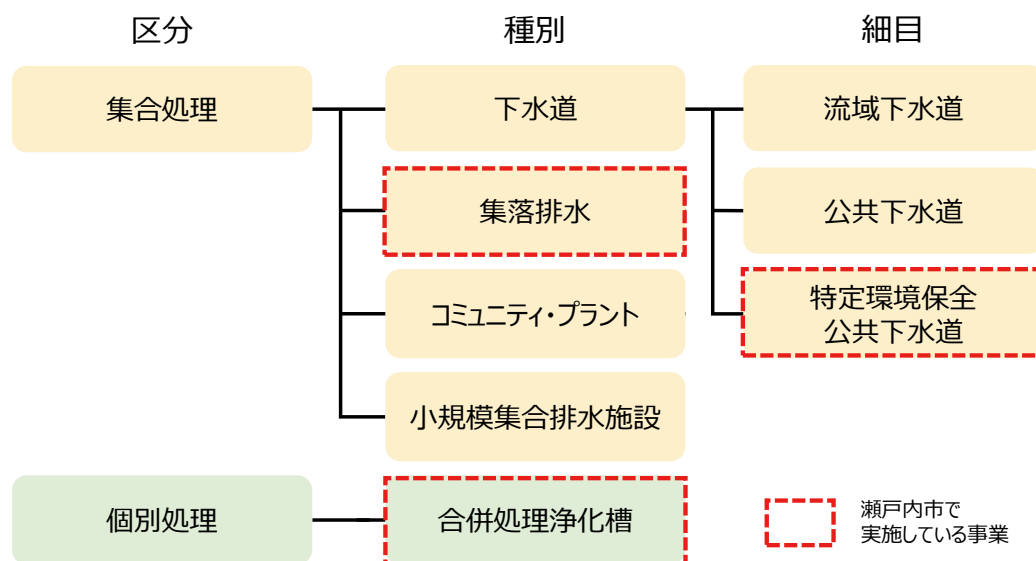 区分
種別
細目
集合処理
下水道
流域下水道
集落排水
公共下水道
コミュニティ・プラント
特定環境保全
公共下水道
小規模集合排水施設
個別処理
合併処理浄化槽
瀬戸内市で
実施している事業